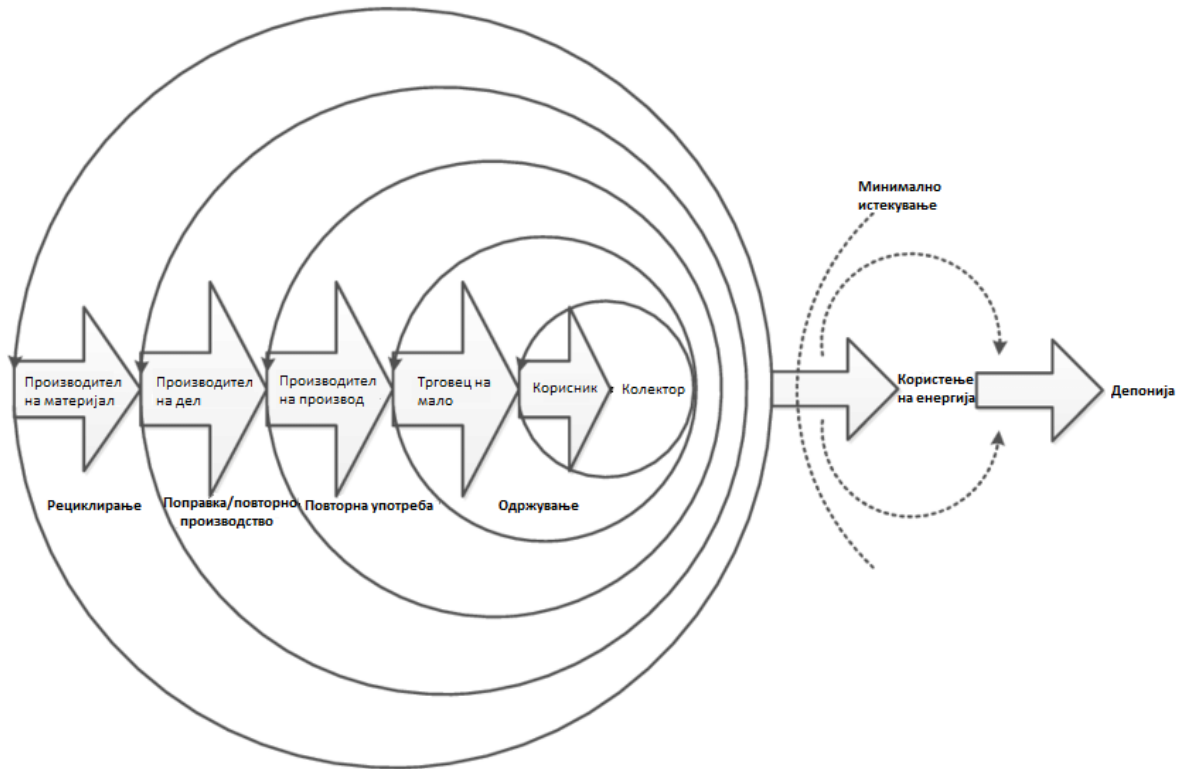 Минимално
истекување
Производител
на материјал
Производител
на дел
Производител
на производ
Трговец на
мало
Корисник
Колектор
Користење
на енергија
Депонија
Рециклирање
Поправка/повторно
производство
Повторна употреба
Одржување